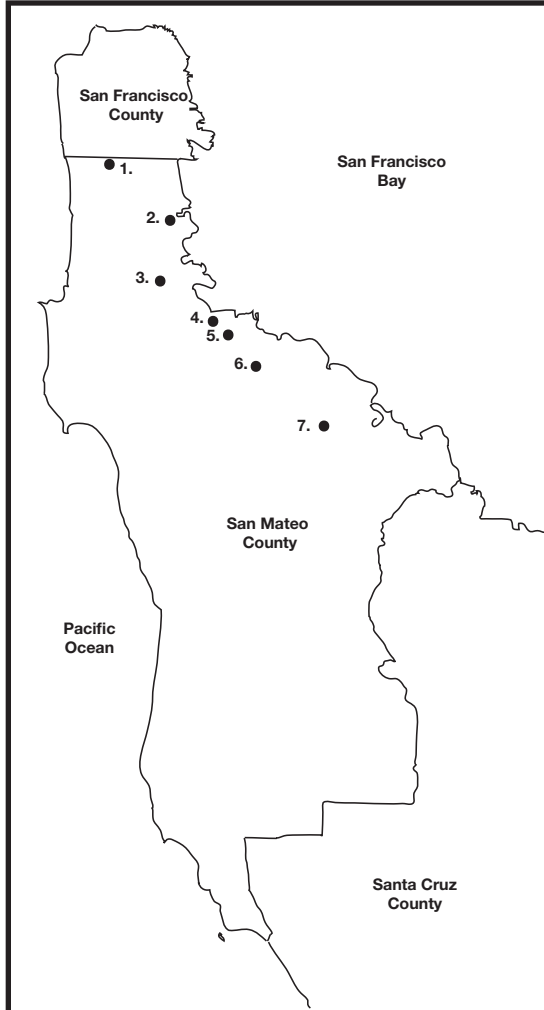 San Francisco
County
San Francisco
Bay
1.
2.
3.
4.
5.
6.
7.
San Mateo
County
Pacific
Ocean
Santa Cruz
County